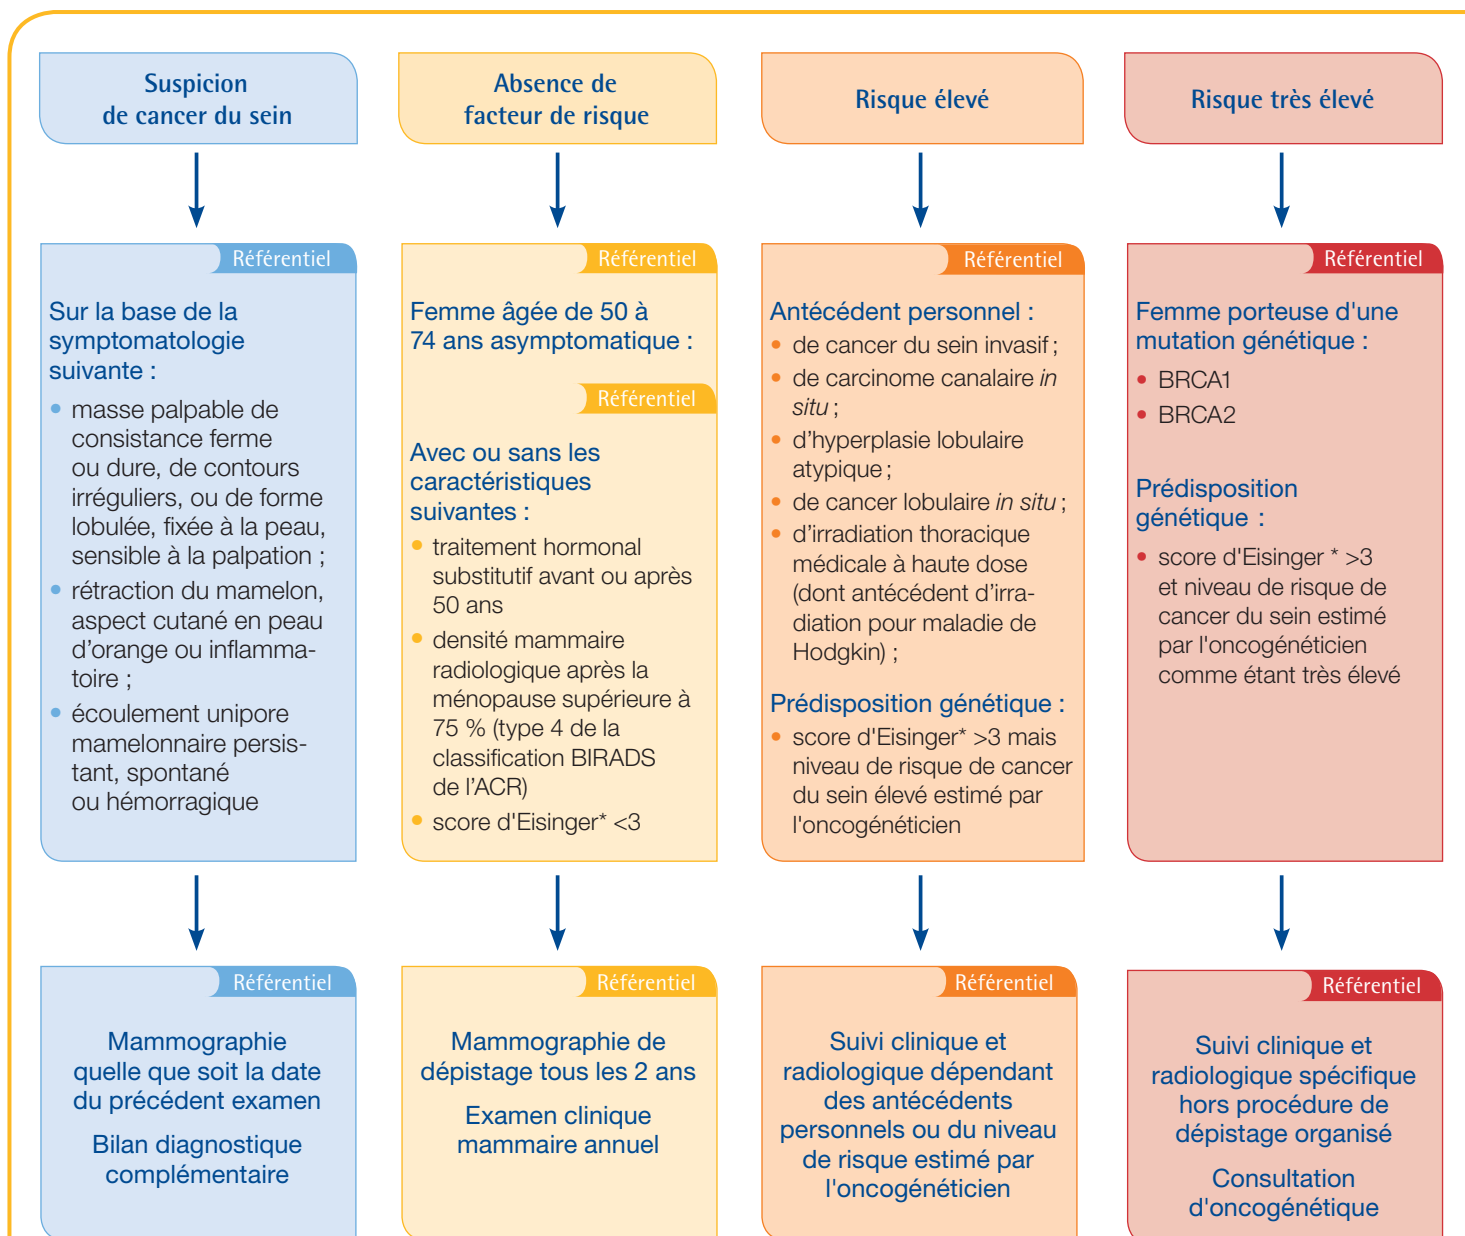 Suspicion
de cancer du sein
Référentiel
Sur la base de la
symptomatologie
suivante :
• masse palpable de
consistance ferme
ou dure, de contours
irréguliers, ou de forme
lobulée, fixée à la peau,
sensible à la palpation ;
• rétraction du mamelon,
aspect cutané en peau
d’orange ou inflamma-
toire ;
• écoulement unipore
mamelonnaire persis-
tant, spontané
ou hémorragique
Référentiel
Mammographie
quelle que soit la date
du précédent examen
Bilan diagnostique
complémentaire
Absence de
facteur de risque
Référentiel
Femme âgée de 50 à
74 ans asymptomatique :
Référentiel
Avec ou sans les
caractéristiques
suivantes :
• traitement hormonal
substitutif avant ou après
50 ans
• densité mammaire
radiologique après la
ménopause supérieure à
75 % (type 4 de la
classification BIRADS
de l’ACR)
• score d'Eisinger* <3
Référentiel
Mammographie de
dépistage tous les 2 ans
Examen clinique
mammaire annuel
Risque élevé
Référentiel
Antécédent personnel :
• de cancer du sein invasif ;
• de carcinome canalaire in
situ ;
• d’hyperplasie lobulaire
atypique ;
• de cancer lobulaire in situ ;
• d’irradiation thoracique
médicale à haute dose
(dont antécédent d’irra-
diation pour maladie de
Hodgkin) ;
Prédisposition génétique :
• score d'Eisinger* >3 mais
niveau de risque de cancer
du sein élevé estimé par
l'oncogénéticien
Référentiel
Suivi clinique et
radiologique dépendant
des antécédents
personnels ou du niveau
de risque estimé par
l'oncogénéticien
Risque très élevé
Référentiel
Femme porteuse d'une
mutation génétique :
• BRCA1
• BRCA2
Prédisposition
génétique :
• score d'Eisinger * >3
et niveau de risque de
cancer du sein estimé
par l'oncogénéticien
comme étant très élevé
Référentiel
Suivi clinique et
radiologique spécifique
hors procédure de
dépistage organisé
Consultation
d'oncogénétique